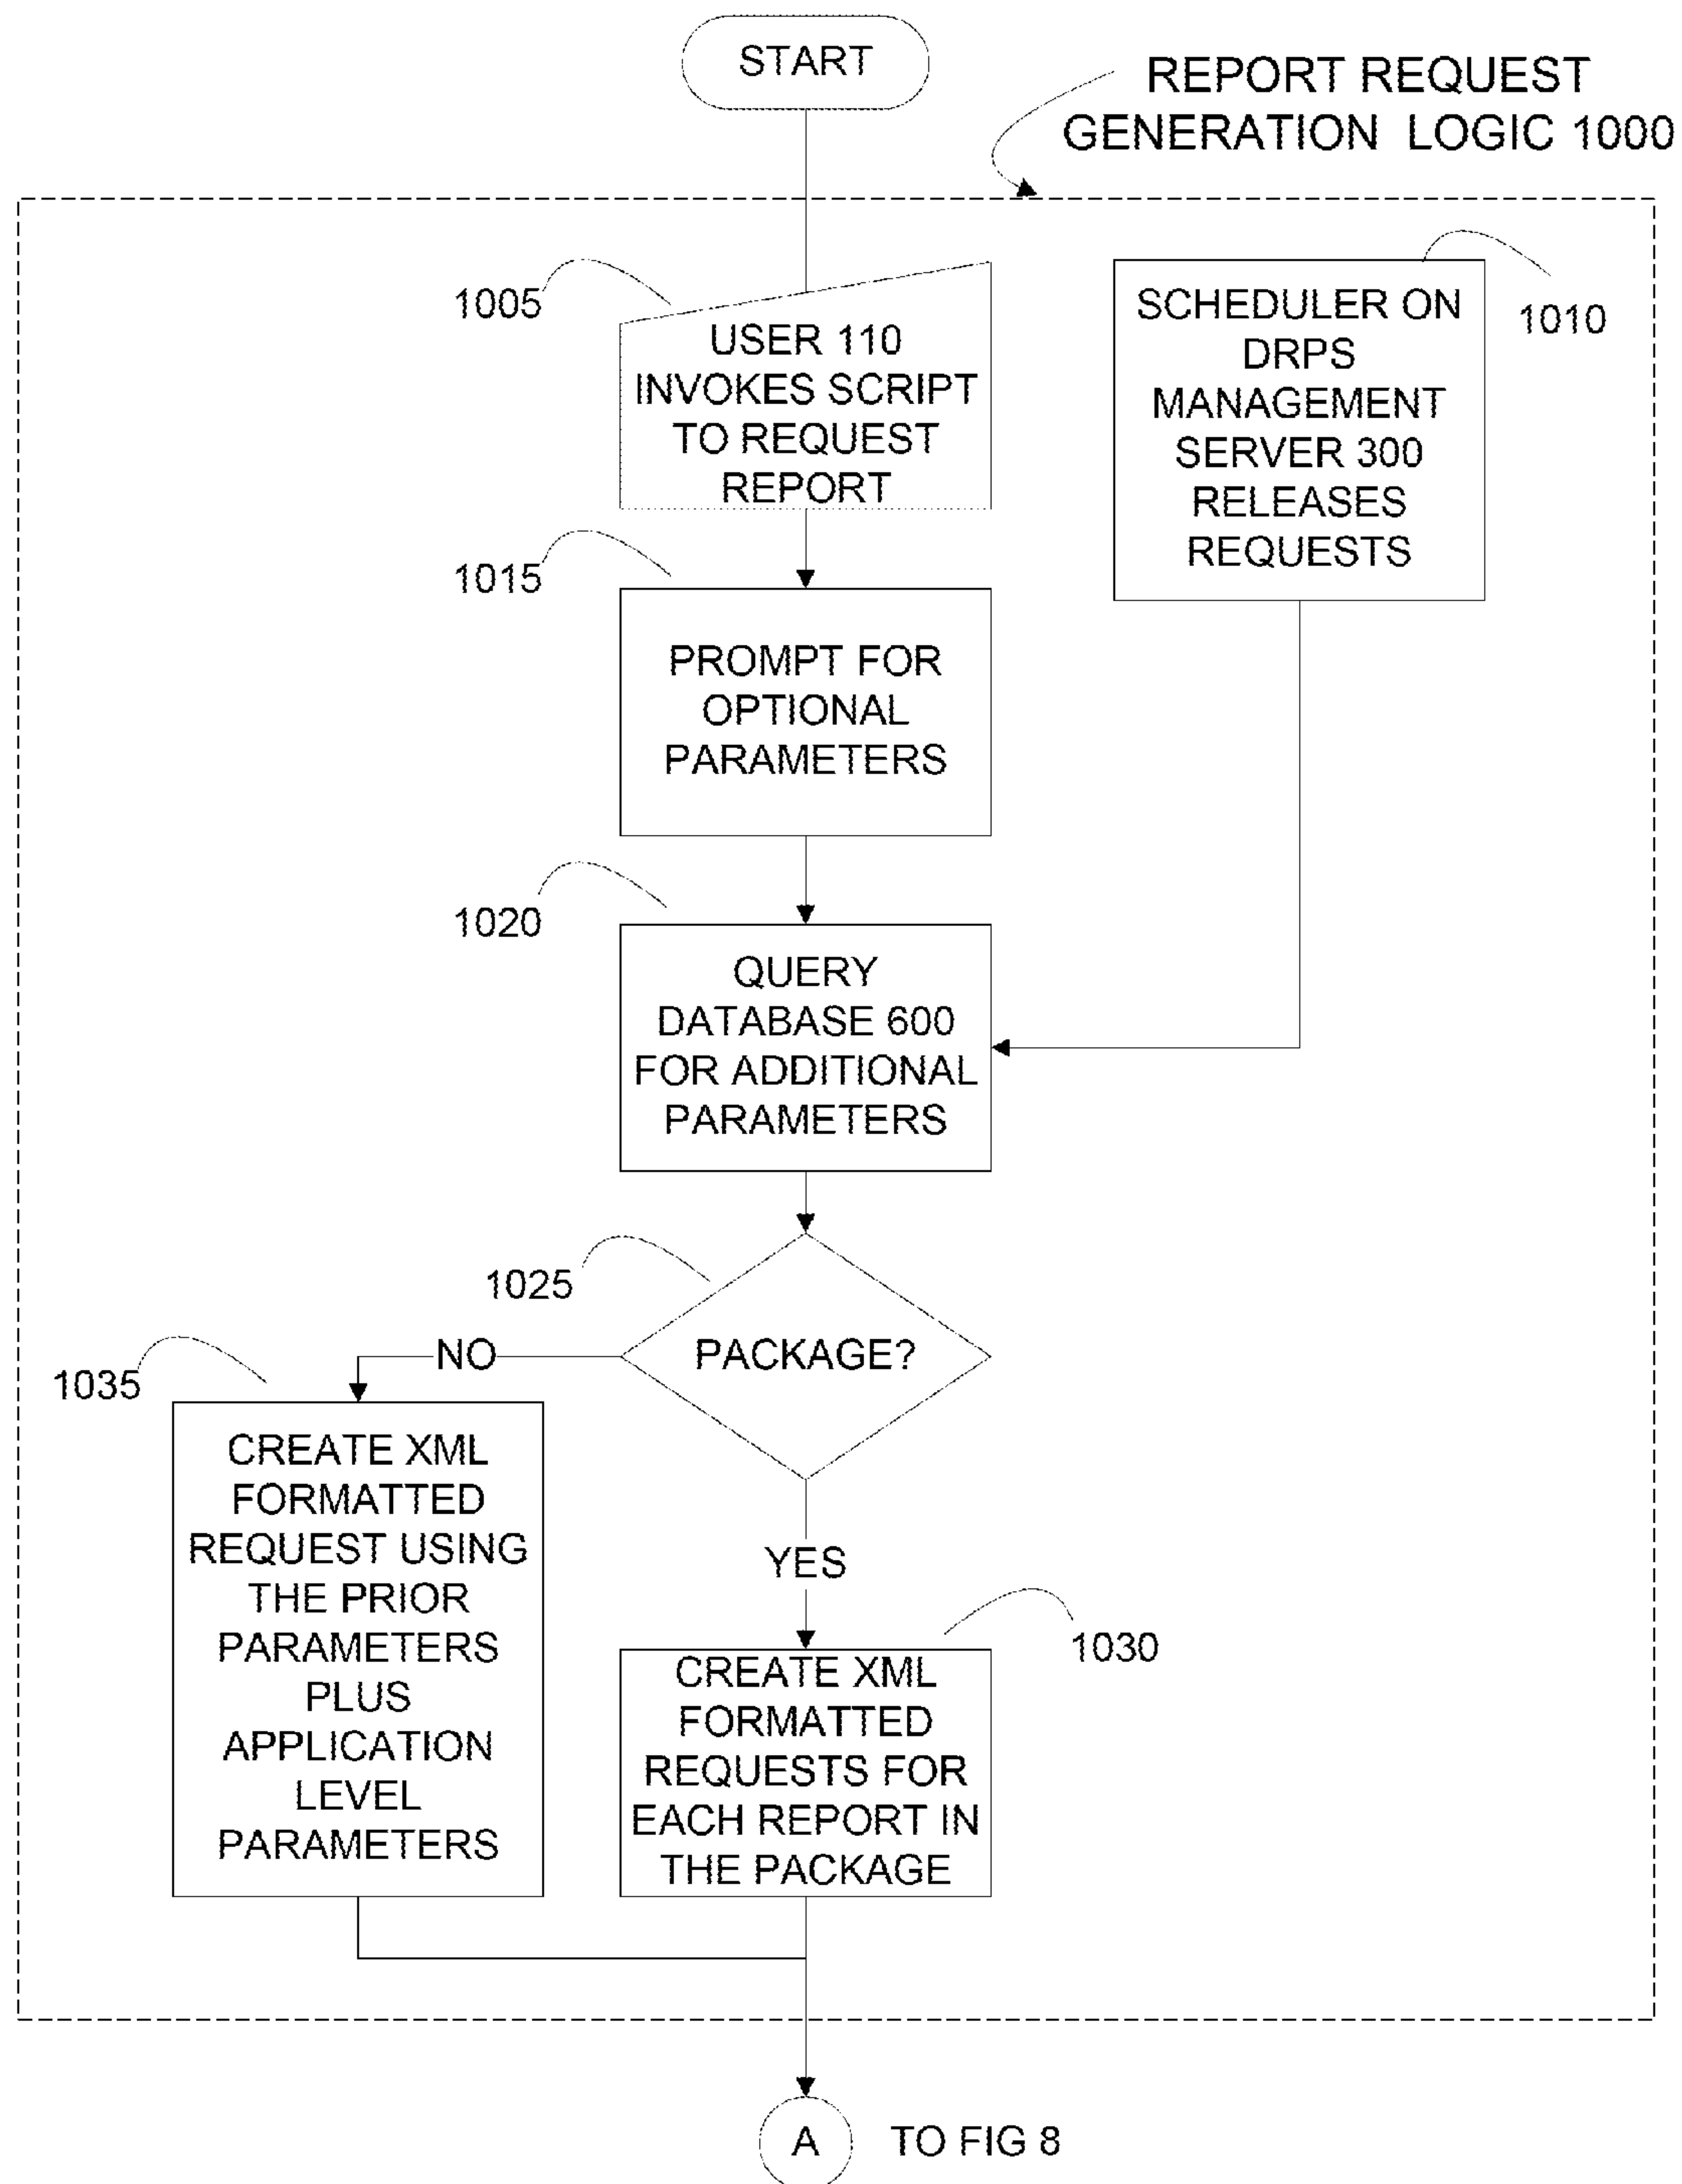 START
REPORT REQUEST
GENERATION LOGIC 1000
1005
USER 110
INVOKES SCRIPT
TO REQUEST
REPORT
SCHEDULER ON
DRPS
MANAGEMENT
SERVER 300
RELEASES
REQUESTS
1010
1015
PROMPT FOR
OPTIONAL
PARAMETERS
1020
QUERY
DATABASE 600
FOR ADDITIONAL
PARAMETERS
1025
PACKAGE?
NO
1035
CREATE XML
FORMATTED
REQUEST USING
THE PRIOR
PARAMETERS
PLUS
APPLICATION
LEVEL
PARAMETERS
YES
1030
CREATE XML
FORMATTED
REQUESTS FOR
EACH REPORT IN
THE PACKAGE
A
TO FIG 8